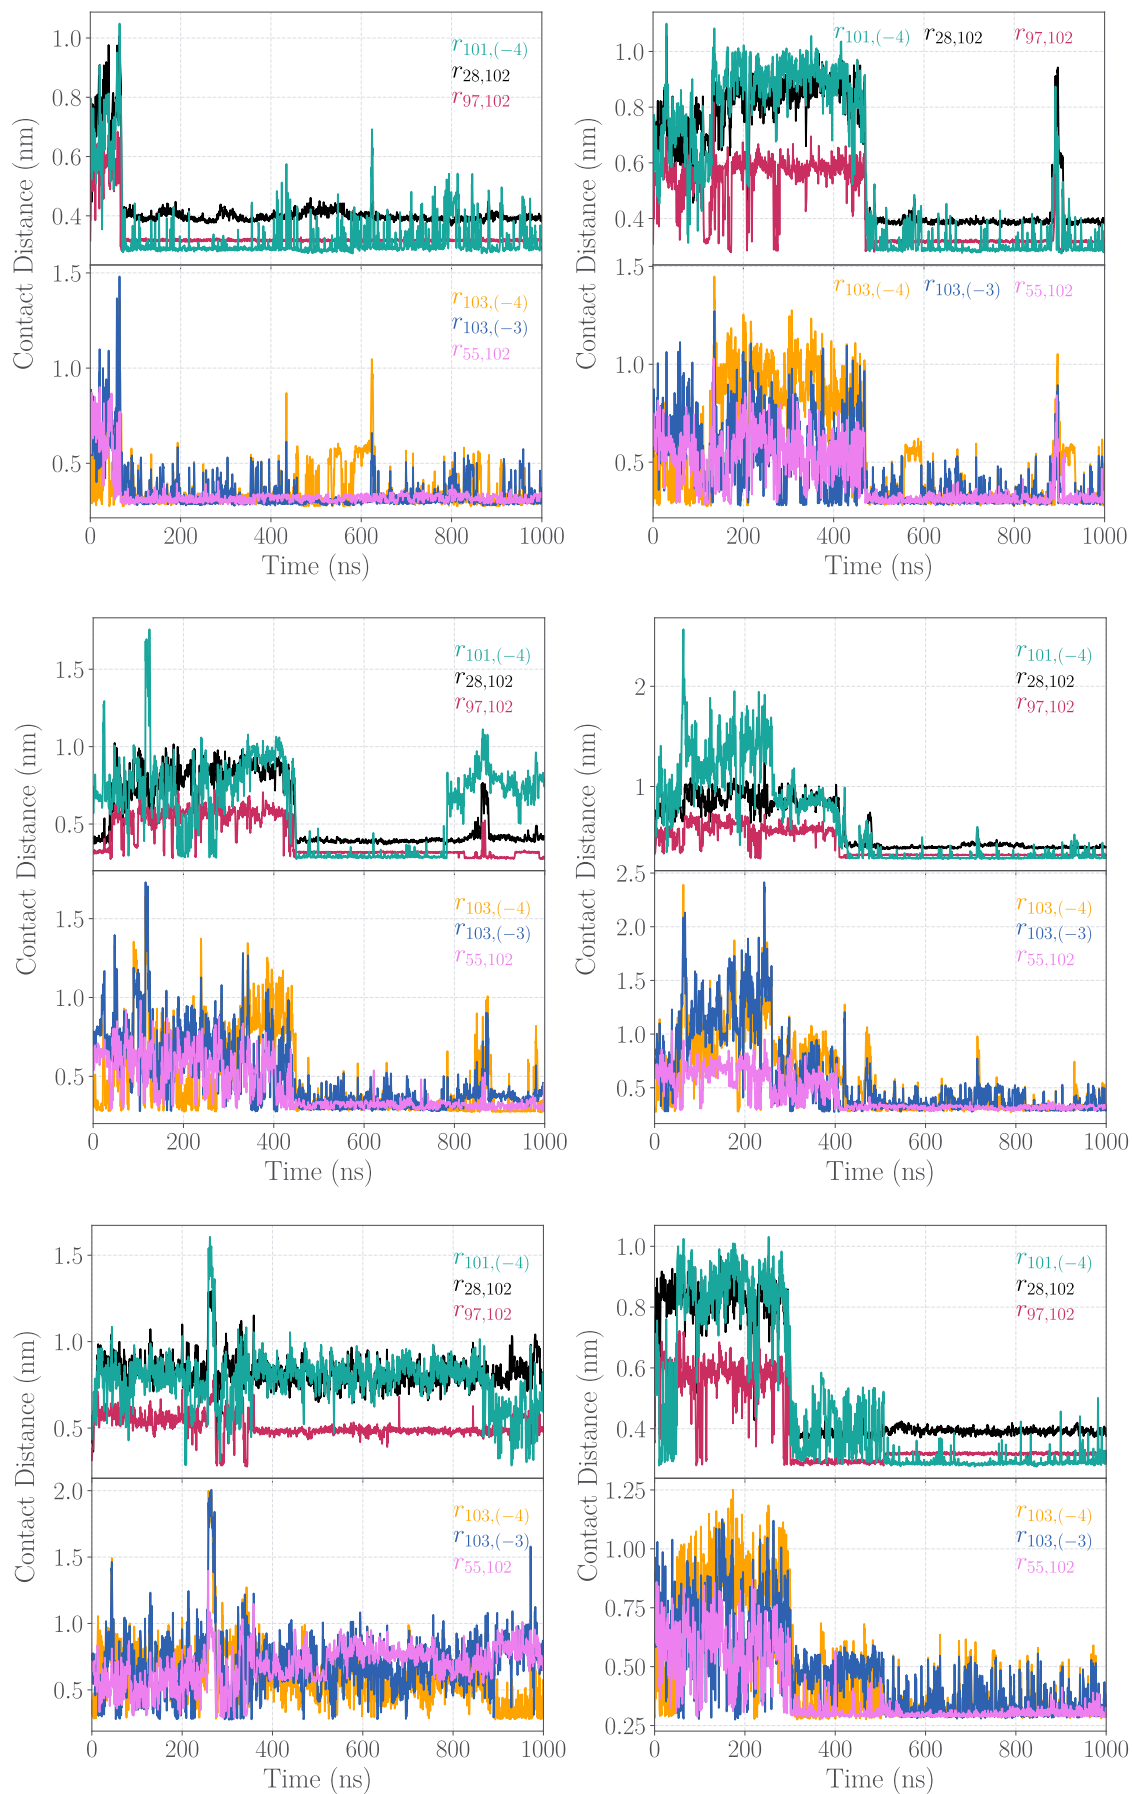 Contact Distance (nm)
1.0
0.8
0.6
0.4
r101,(−4)
r28,102
r97,102
1.5
1.0
0.5
r103,(−4)
r103,(−3)
r55,102
0 200 400 600 800 1000
Time (ns)
Contact Distance (nm)
1.0
0.8
0.6
0.4
r101,(−4) r28,102 r97,102
1.5
1.0
0.5
r103,(−4) r103,(−3) r55,102
0 200 400 600 800 1000
Time (ns)
Contact Distance (nm)
1.5
1.0
0.5
r101,(−4)
r28,102
r97,102
1.5
1.0
0.5
r103,(−4)
r103,(−3)
r55,102
0 200 400 600 800 1000
Time (ns)
Contact Distance (nm)
2
1
r101,(−4)
r28,102
r97,102
2.5
2.0
1.5
1.0
0.5
r103,(−4)
r103,(−3)
r55,102
0 200 400 600 800 1000
Time (ns)
Contact Distance (nm)
1.5
1.0
0.5
r101,(−4)
r28,102
r97,102
2.0
1.5
1.0
0.5
r103,(−4)
r103,(−3)
r55,102
0 200 400 600 800 1000
Time (ns)
Contact Distance (nm)
1.0
0.8
0.6
0.4
r101,(−4)
r28,102
r97,102
1.25
1.00
0.75
0.50
0.25
r103,(−4)
r103,(−3)
r55,102
0 200 400 600 800 1000
Time (ns)